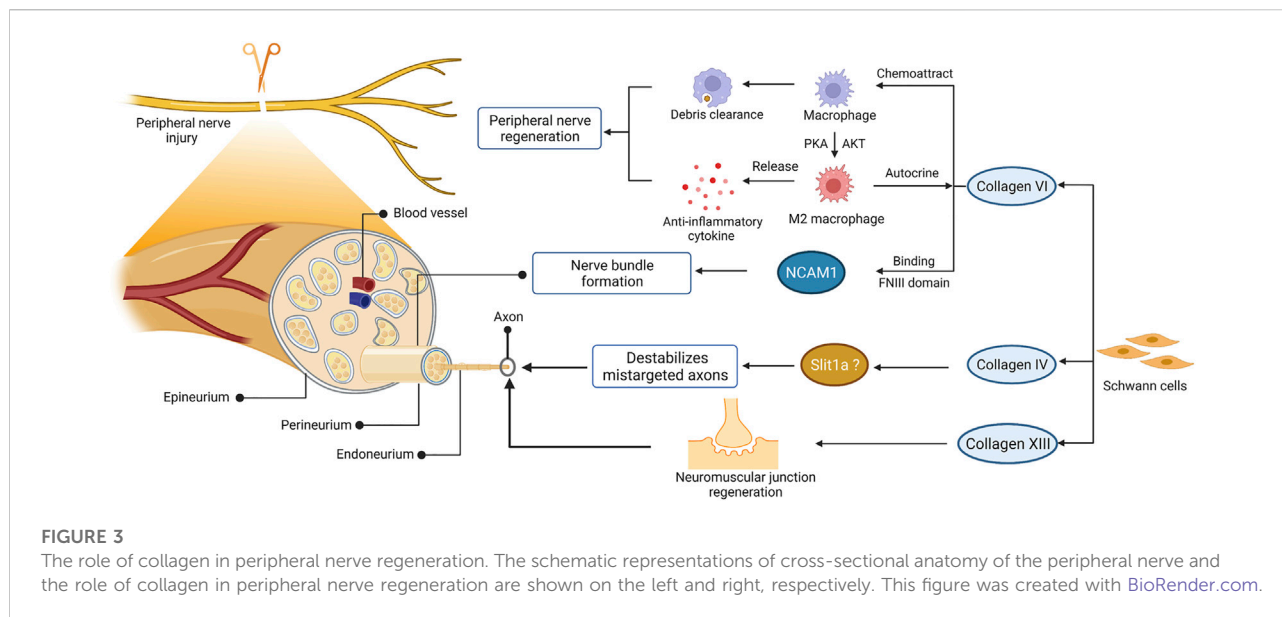 Peripheral nerve
injury
Blood vessel
Epineurium
Perineurium
Endoneurium
Axon
Peripheral nerve
regeneration
Debris clearance
Macrophage
Chemoattract
PKA AKT
Release
Anti-inflammatory
cytokine
M2 macrophage
Autocrine
Collagen VI
Nerve bundle
formation
NCAM1
Binding
FNIII domain
Destabilizes
mistargeted axons
Slit1a ?
Collagen IV
Schwann cells
Neuromuscular junction
regeneration
Collagen XIII
FIGURE 3
The role of collagen in peripheral nerve regeneration. The schematic representations of cross-sectional anatomy of the peripheral nerve and
the role of collagen in peripheral nerve regeneration are shown on the left and right, respectively. This figure was created with BioRender.com.